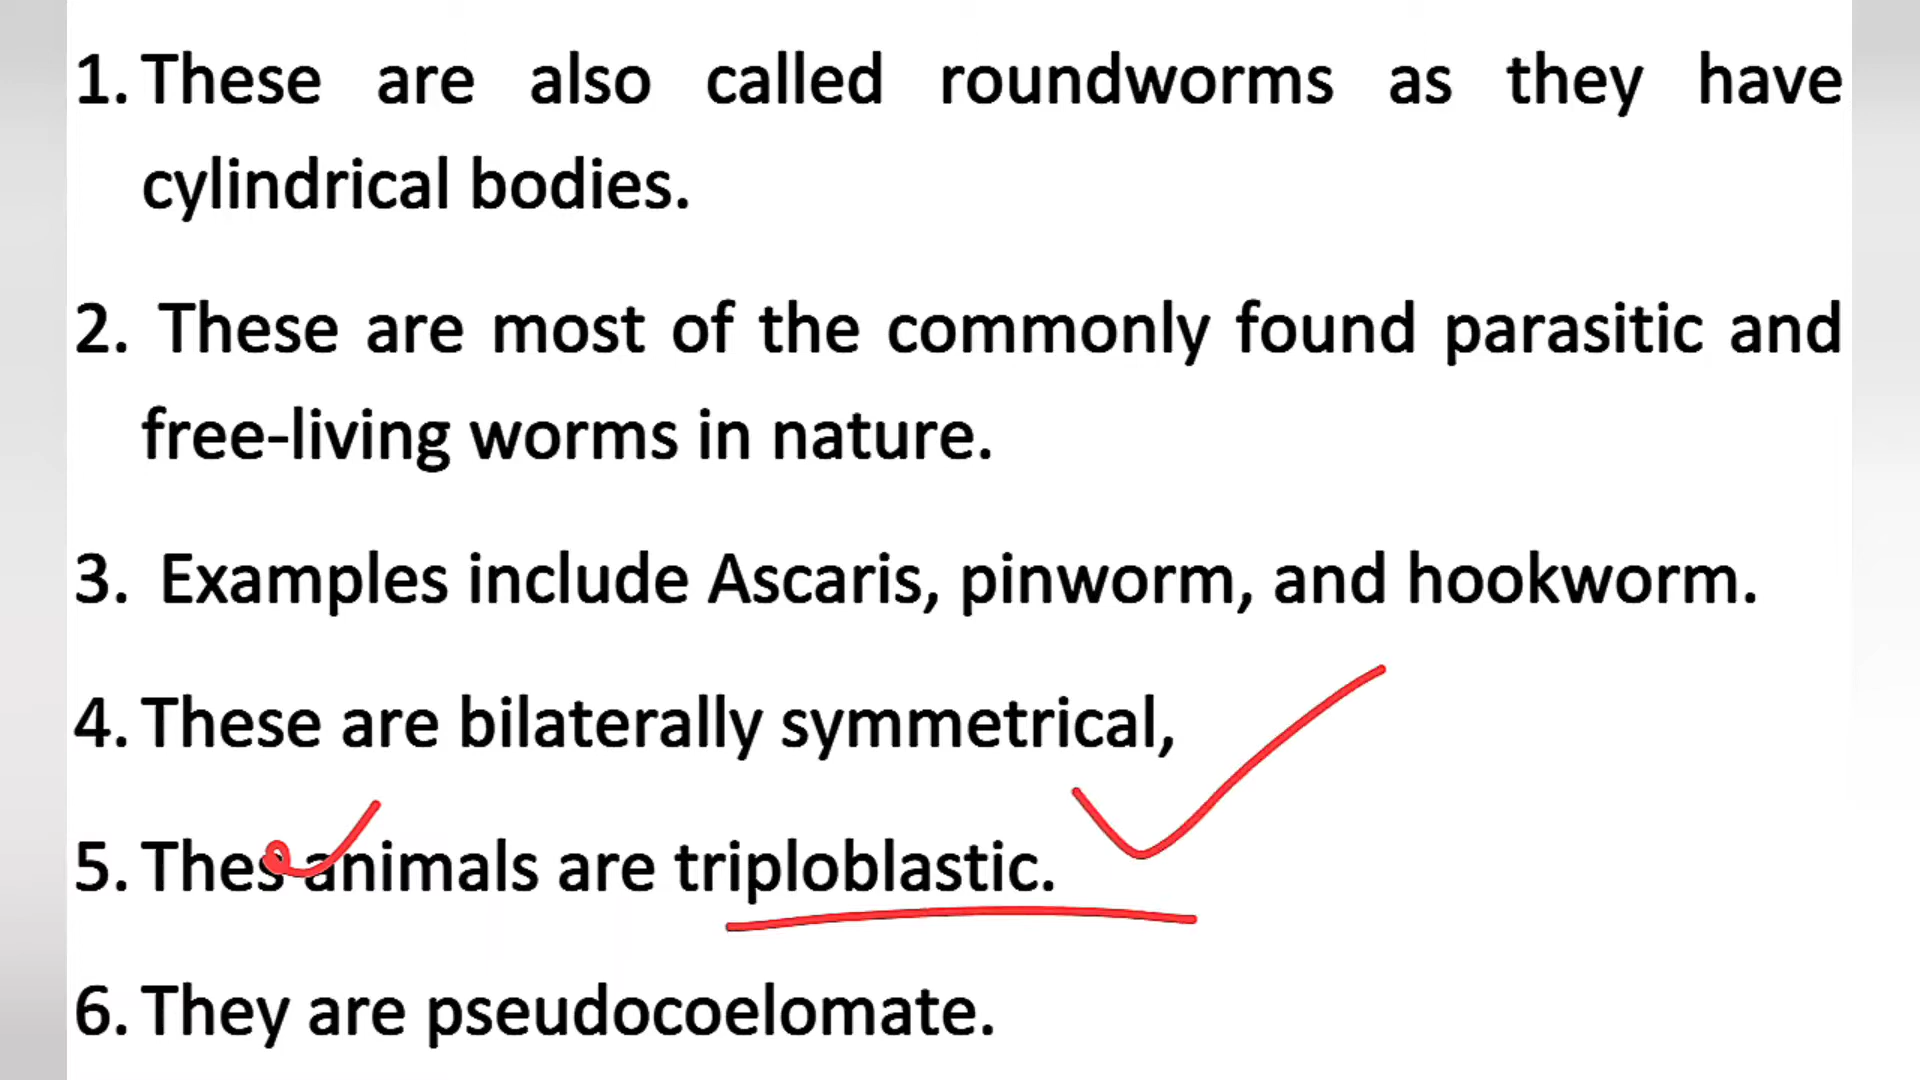 1. These are also called roundworms as they have
cylindrical bodies.
2. These are most of the commonly found parasitic and
free-living worms in nature.
3. Examples include Ascaris, pinworm, and hookworm.
4. These are bilaterally symmetrical,
5. Thes animals are triploblastic.
6. They are pseudocoelomate.